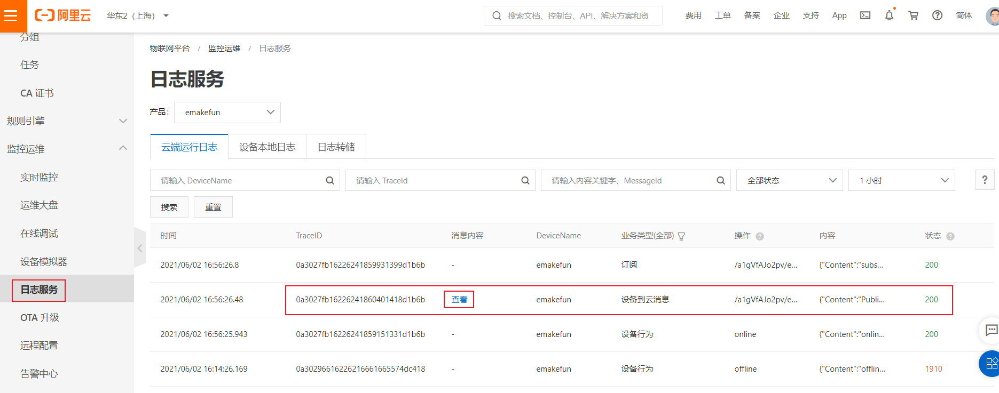 阿里云
华东2（上海）
搜索文档、控制台、API、解决方案和资
费用 工单 备案 企业 支持 App 简体
分组
任务
CA 证书
规则引擎
监控运维
实时监控
运维大盘
在线调试
设备模拟器
日志服务
OTA 升级
远程配置
告警中心
物联网平台 / 监控运维 / 日志服务
日志服务
产品： emakefun
云端运行日志 设备本地日志 日志转储
请输入 DeviceName 请输入 TraceId 请输入内容关键字、MessageId 全部状态 1 小时 ?
搜索 重置
时间 TraceID 消息内容 DeviceName 业务类型(全部) 操作 ? 内容 状态 ?
2021/06/02 16:56:26.8 0a3027fb16226241859931399d1b6b - emakefun 订阅 /a1gVfAJo2pv/e... {"Content":"subs... 200
2021/06/02 16:56:26.48 0a3027fb16226241860401418d1b6b 查看 emakefun 设备到云消息 /a1gVfAJo2pv/e... {"Content":"Publi... 200
2021/06/02 16:56:25.943 0a3027fb16226241859151331d1b6b - emakefun 设备行为 online {"Content":"onlin... 200
2021/06/02 16:14:26.169 0a30296616226216661665574dc418 - emakefun 设备行为 offline {"Content":"offlin... 1910